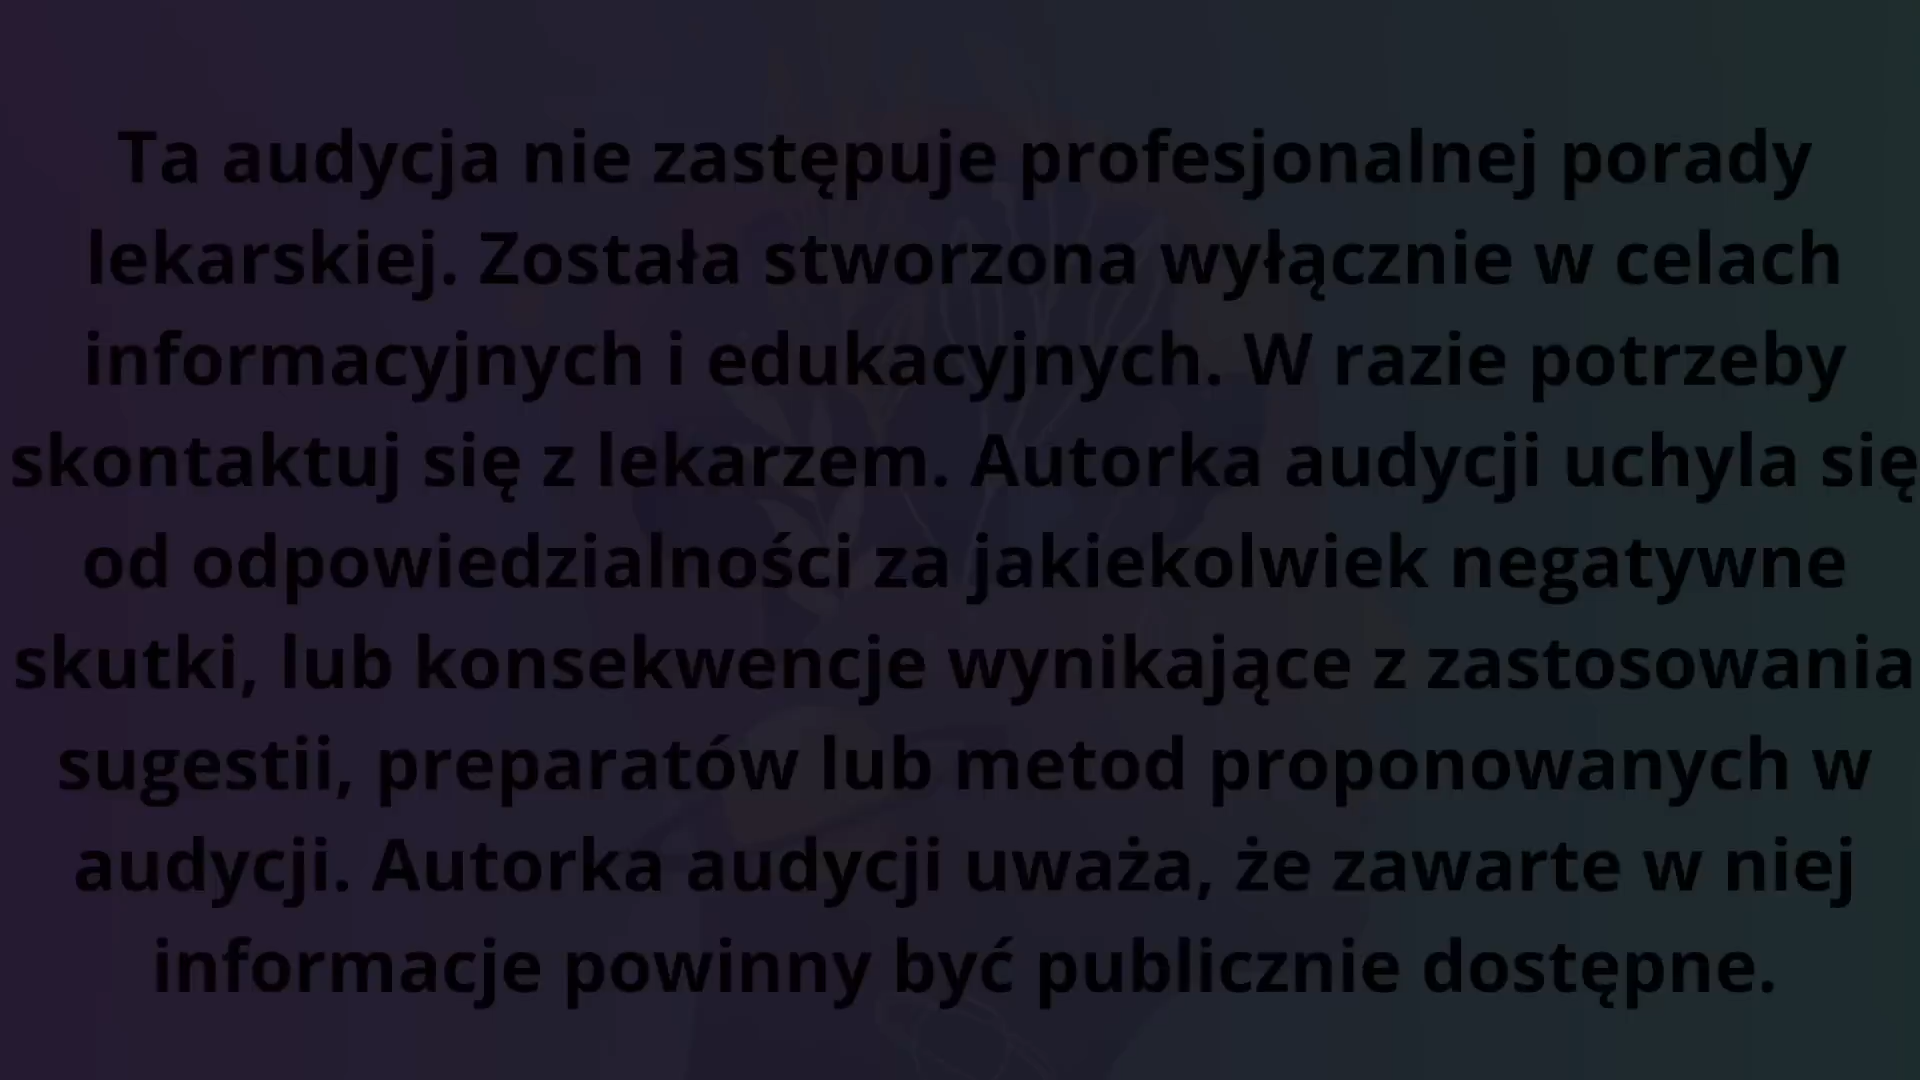 Ta audycja nie zastępuje profesjonalnej porady
lekarskiej. Została stworzona wyłącznie w celach
informacyjnych i edukacyjnych. W razie potrzeby
skontaktuj się z lekarzem. Autorka audycji uchyla się
od odpowiedzialności za jakiekolwiek negatywne
skutki, lub konsekwencje wynikające z zastosowania
sugestii, preparatów lub metod proponowanych w
audycji. Autorka audycji uważa, że zawarte w niej
informacje powinny być publicznie dostępne.